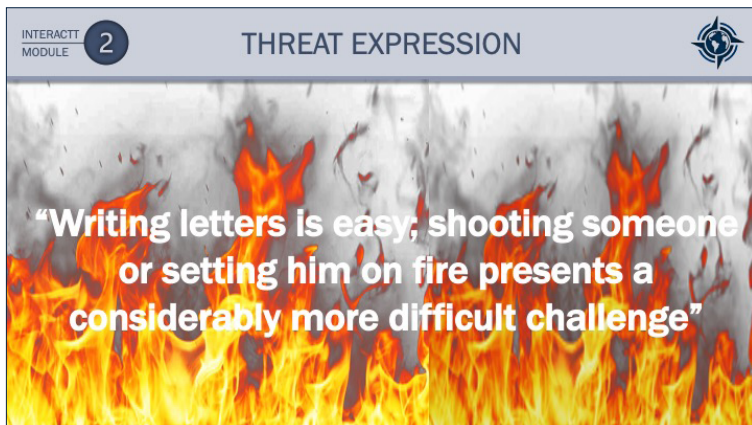 INTERACTT
MODULE
2
THREAT EXPRESSION
“Writing letters is easy; shooting someone
or setting him on fire presents a
considerably more difficult challenge”